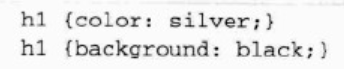 h1 {color: silver;}
h1 {background: black;}